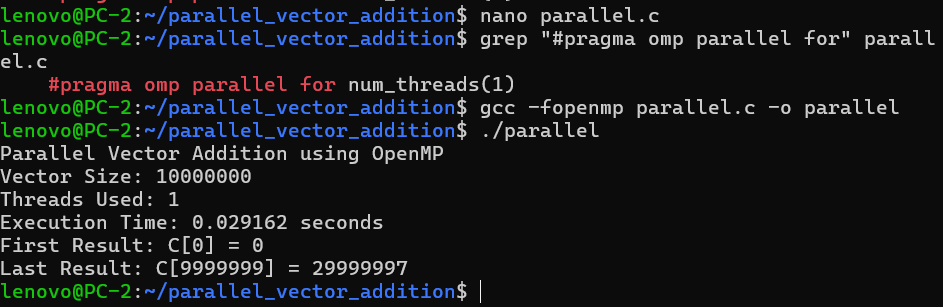 lenovo@PC-2:~/parallel_vector_addition$ nano parallel.c
lenovo@PC-2:~/parallel_vector_addition$ grep "#pragma omp parallel for" parall
el.c
    #pragma omp parallel for num_threads(1)
lenovo@PC-2:~/parallel_vector_addition$ gcc -fopenmp parallel.c -o parallel
lenovo@PC-2:~/parallel_vector_addition$ ./parallel
Parallel Vector Addition using OpenMP
Vector Size: 10000000
Threads Used: 1
Execution Time: 0.029162 seconds
First Result: C[0] = 0
Last Result: C[9999999] = 29999997
lenovo@PC-2:~/parallel_vector_addition$